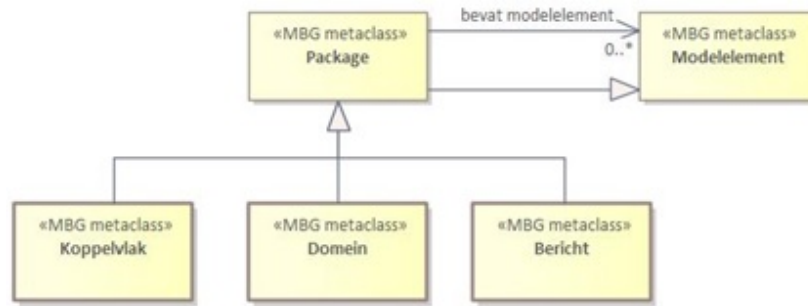 bevat modelelement
«MBG metaclass»
Package
0..*
«MBG metaclass»
Modelelement
«MBG metaclass»
Koppelvlak
«MBG metaclass»
Domein
«MBG metaclass»
Bericht